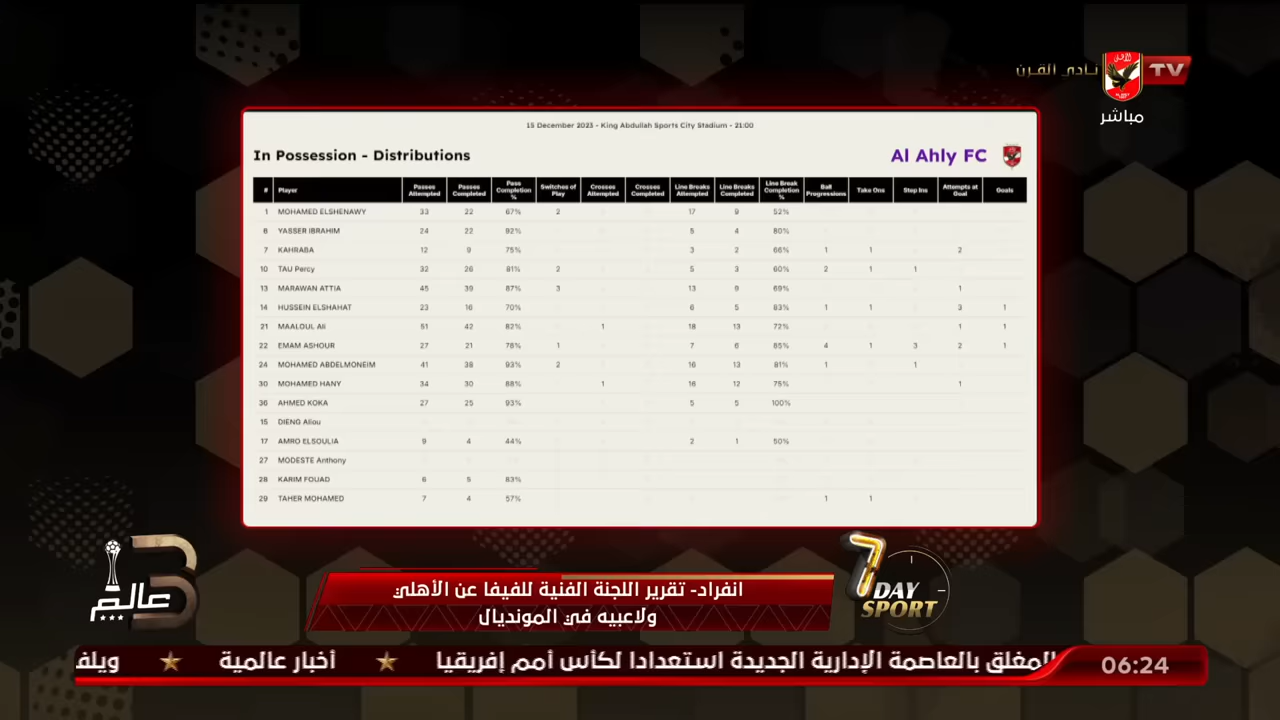 نادي القرن
TV
مباشر
15 December 2023 - King Abdullah Sports City Stadium - 21:00
In Possession - Distributions
Al Ahly FC
# Player Passes Attempted Passes Completed Pass Completion % Switches of Play Crosses Attempted Crosses Completed Line Breaks Attempted Line Breaks Completed Line Break Completion % Ball Progressions Take Ons Step Ins Attempts at Goal Goals
1 MOHAMED ELSHENAWY 33 22 67% 2 17 9 52%
6 YASSER IBRAHIM 24 22 92% 5 4 80%
7 KAHRABA 12 9 75% 3 2 66% 1 1 2
10 TAU Percy 32 26 81% 2 5 3 60% 2 1 1
13 MARAWAN ATTIA 45 39 87% 3 13 9 69% 1
14 HUSSEIN ELSHAHAT 23 16 70% 6 5 83% 1 1 3 1
21 MAALOUL Ali 51 42 82% 1 18 13 72% 1 1
22 EMAM ASHOUR 27 21 78% 1 7 6 85% 4 1 3 2 1
24 MOHAMED ABDELMONEIM 41 38 93% 2 16 13 81% 1 1
30 MOHAMED HANY 34 30 88% 1 16 12 75% 1
36 AHMED KOKA 27 25 93% 5 5 100%
15 DIENG Aliou
17 AMRO ELSOULIA 9 4 44% 2 1 50%
27 MODESTE Anthony
28 KARIM FOUAD 6 5 83%
29 TAHER MOHAMED 7 4 57% 1 1
3 عالم
انفراد- تقرير اللجنة الفنية للفيفا عن الأهلي
ولاعبيه في المونديال
7 DAY
SPORT
المغلق بالعاصمة الإدارية الجديدة استعدادا لكأس أمم إفريقيا ★ أخبار عالمية ★ ويلف
06:24